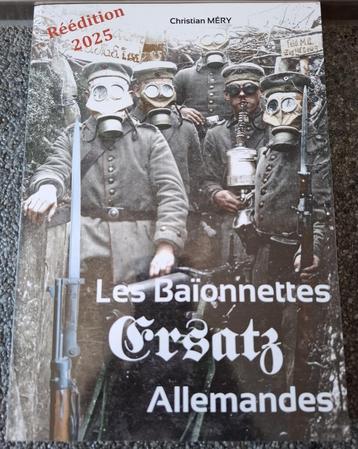 Réédition
2025
Christian MÉRY
Les Baïonnettes
Ersatz
Allemandes